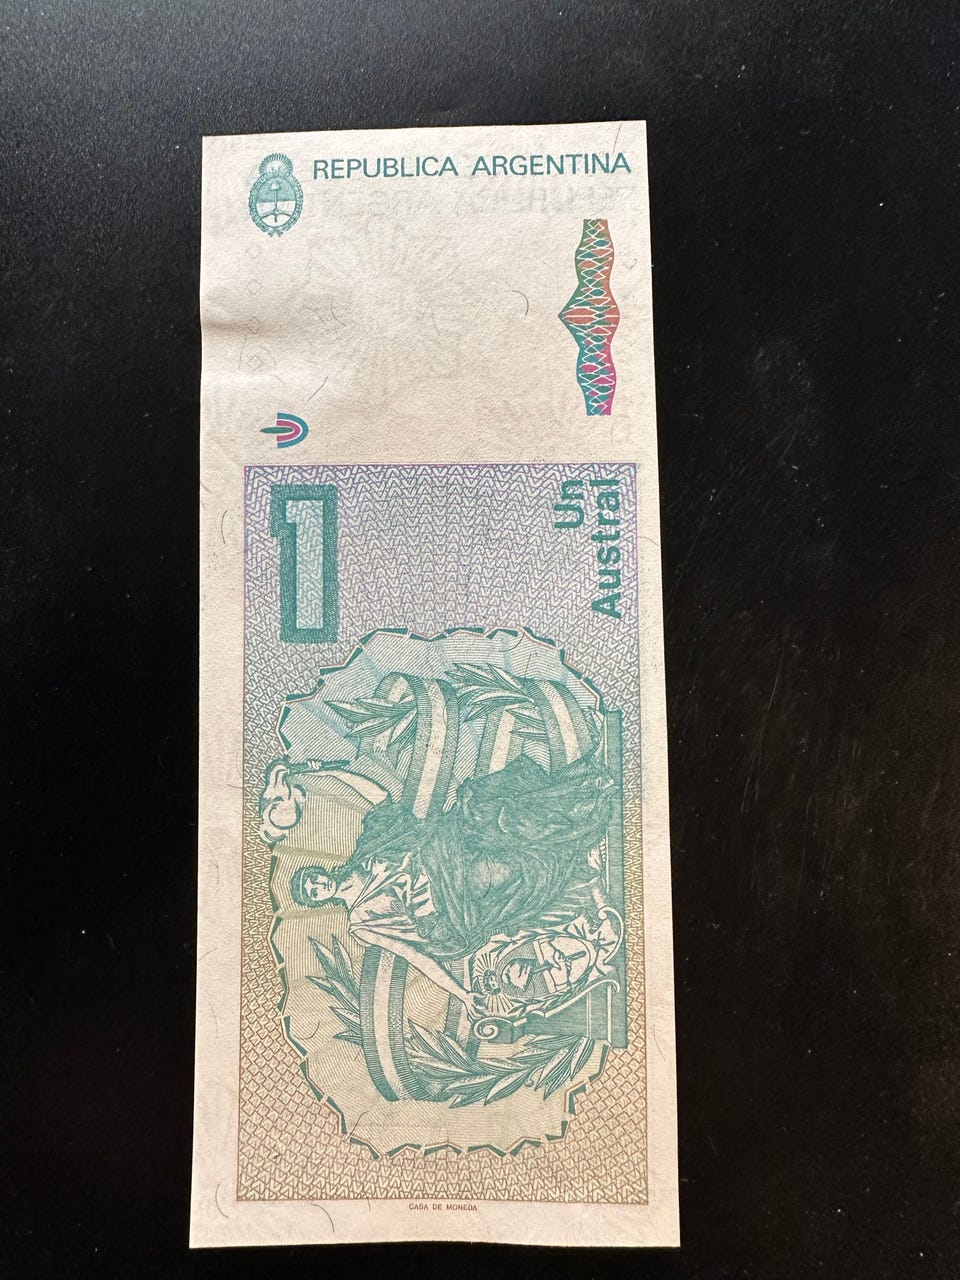 REPUBLICA ARGENTINA
1
Un
Austral
CASA DE MONEDA